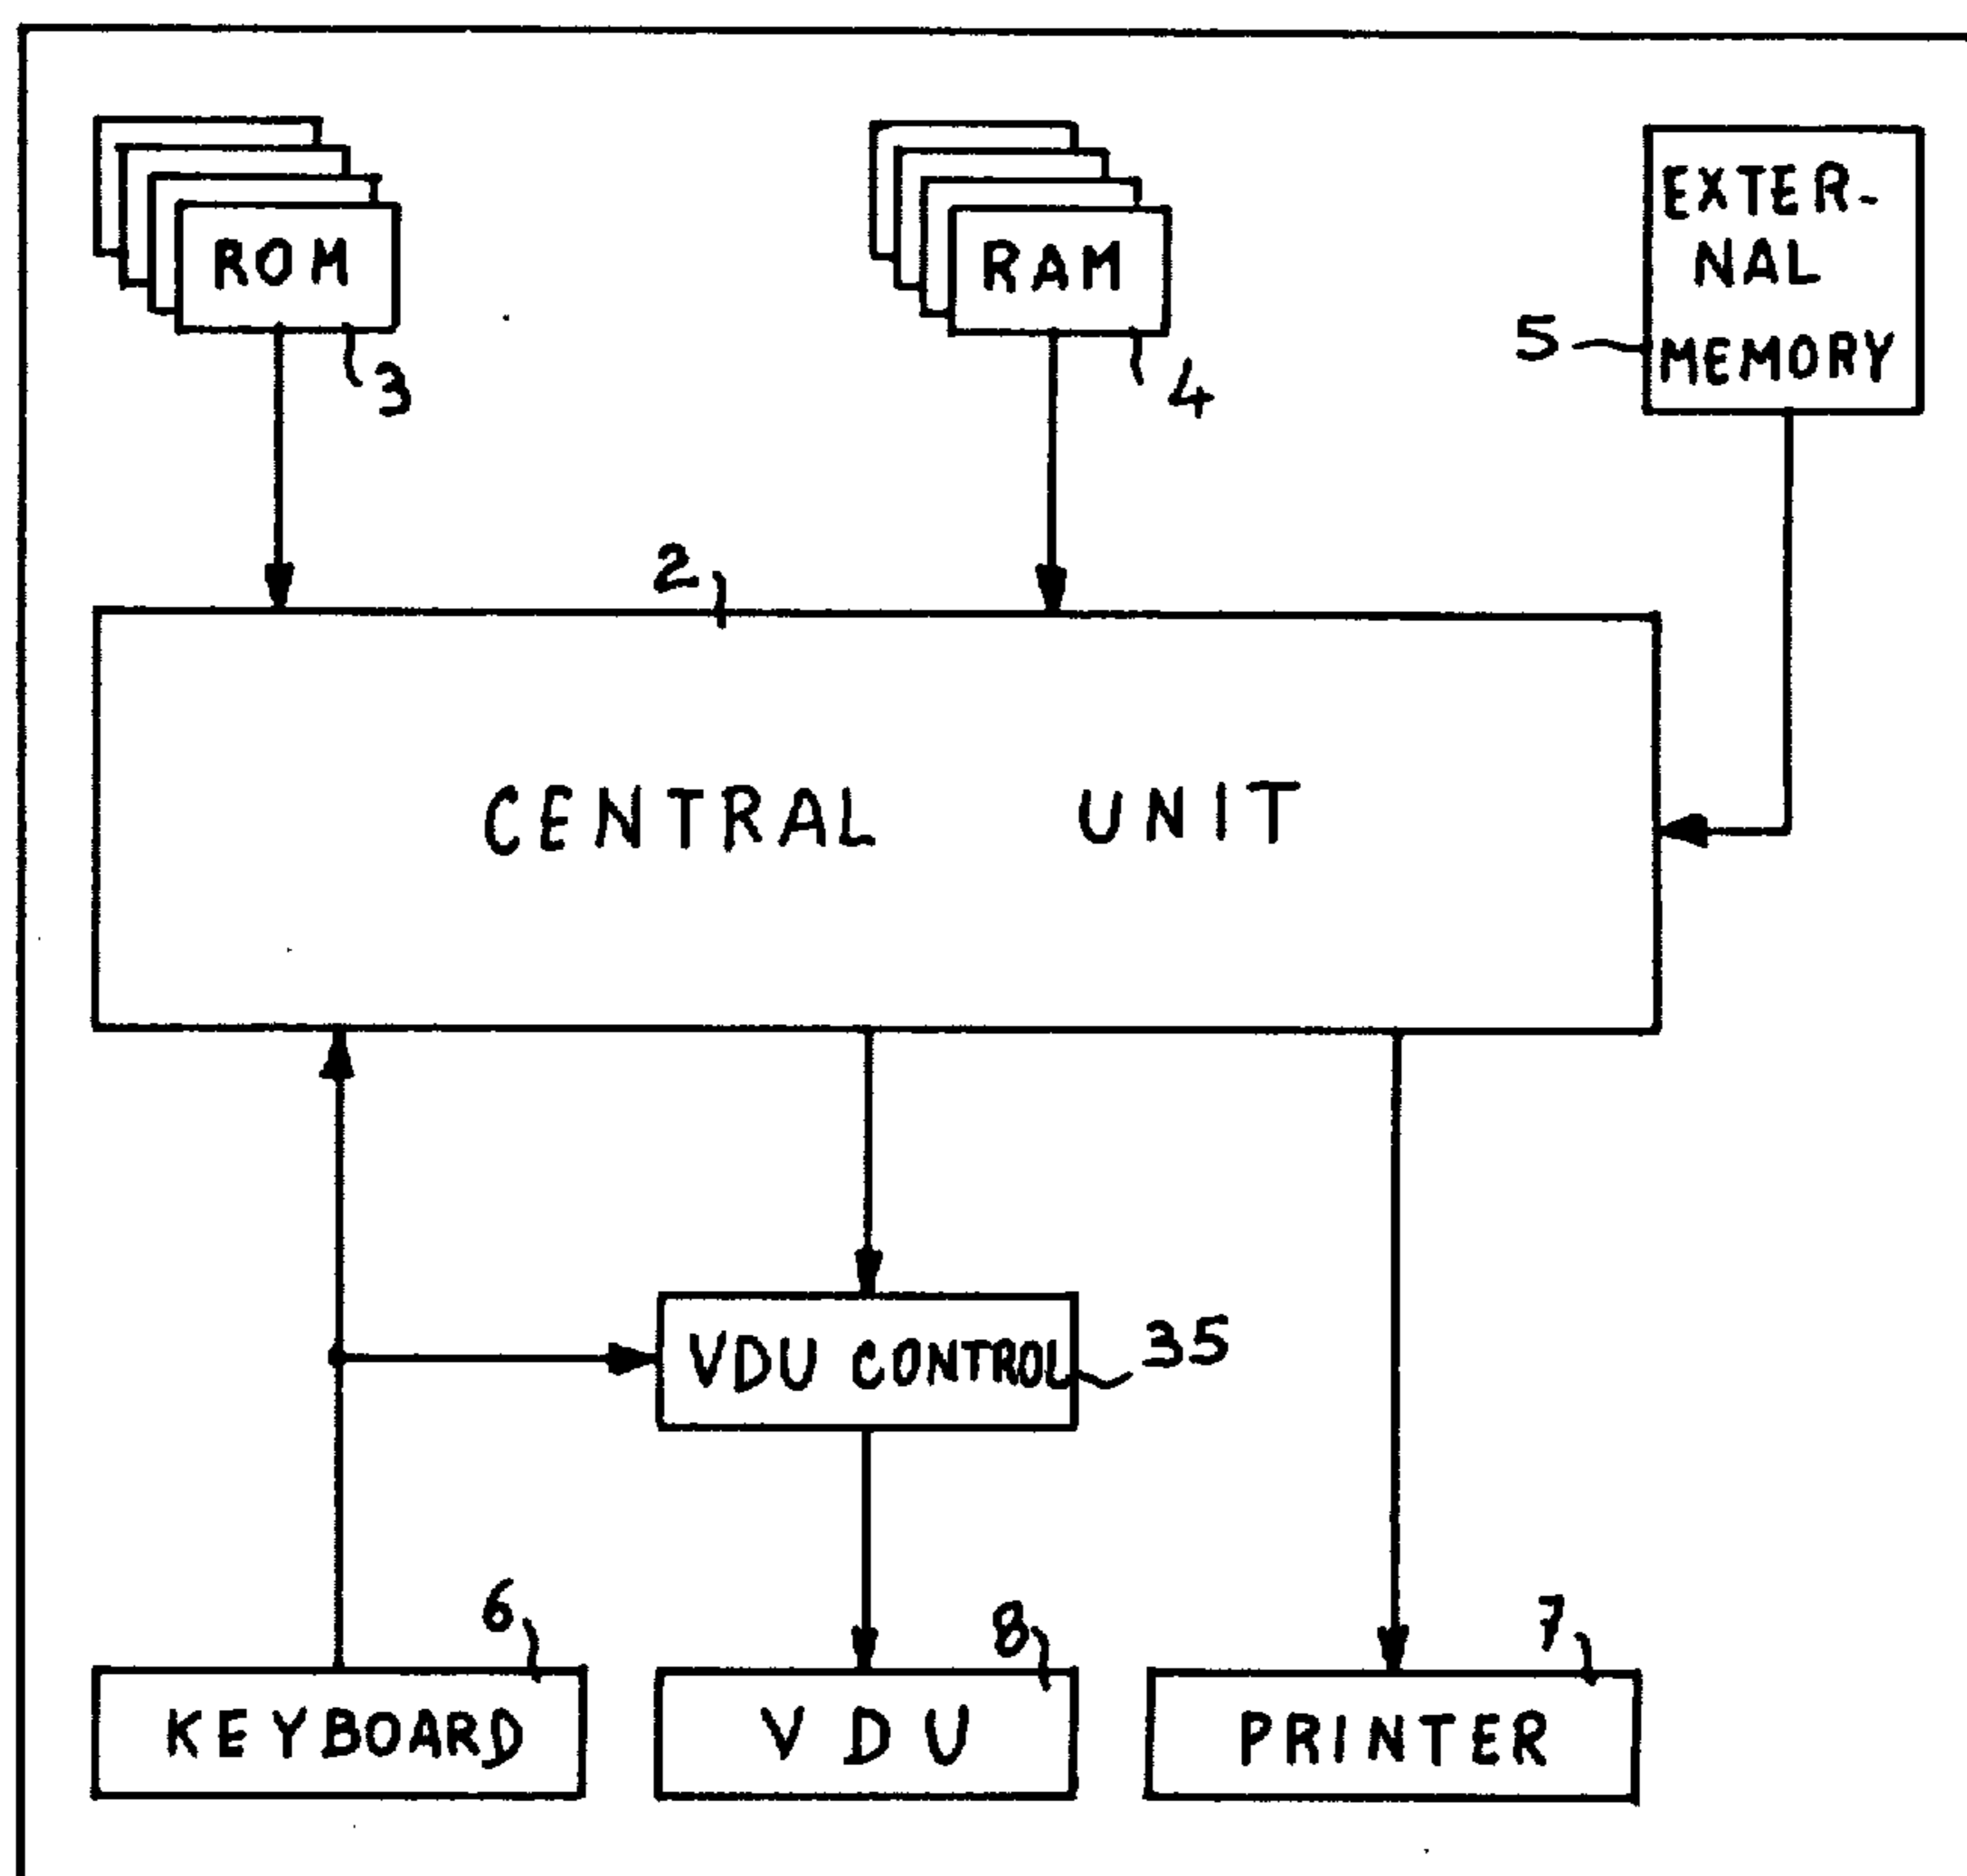 ROM
RAM
EXTER-
NAL
MEMORY
5
3
4
2
CENTRAL UNIT
VDU CONTROL
35
6
8
7
KEYBOARD
VDU
PRINTER